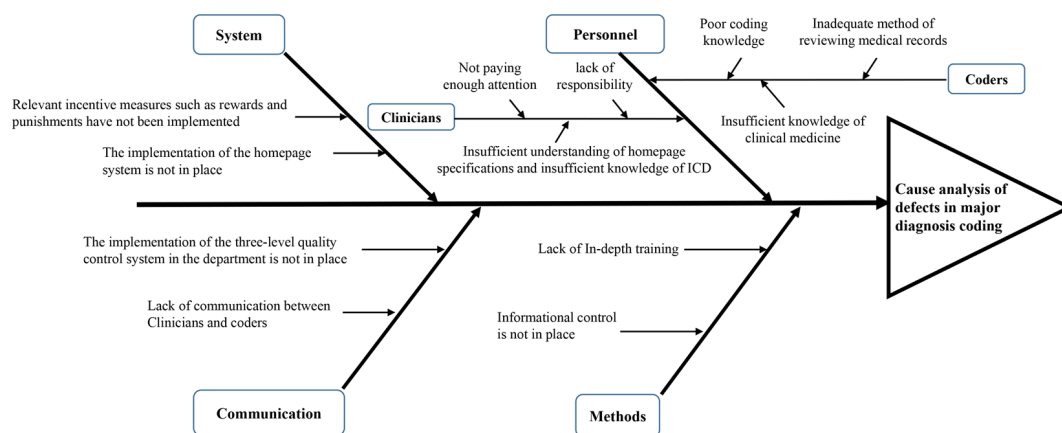 System
Relevant incentive measures such as rewards and
punishments have not been implemented
The implementation of the homepage
system is not in place
Personnel
Clinicians
Not paying
enough attention
lack of
responsibility
Insufficient understanding of homepage
specifications and insufficient knowledge of ICD
Poor coding
knowledge
Inadequate method of
reviewing medical records
Coders
Insufficient knowledge of
clinical medicine
Cause analysis of
defects in major
diagnosis coding
The implementation of the three-level quality
control system in the department is not in place
Lack of communication between
Clinicians and coders
Communication
Lack of In-depth training
Informational control
is not in place
Methods